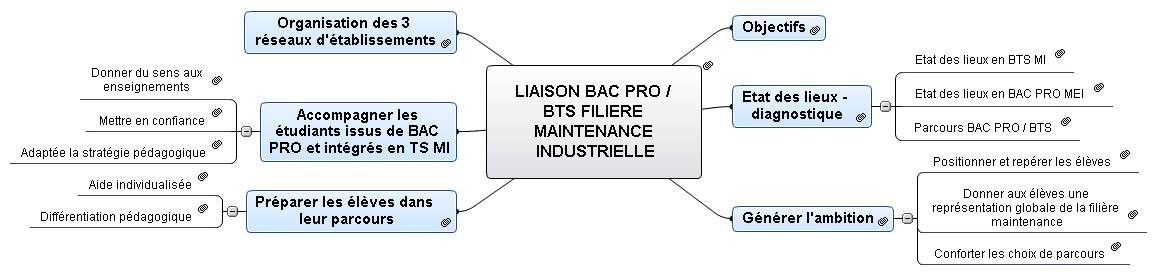 LIAISON BAC PRO /
BTS FILIERE
MAINTENANCE
INDUSTRIELLE
Objectifs
Etat des lieux -
diagnostique
Etat des lieux en BTS MI
Etat des lieux en BAC PRO MEI
Parcours BAC PRO / BTS
Générer l'ambition
Positionner et repérer les élèves
Donner aux élèves une
représentation globale de la filière
maintenance
Conforter les choix de parcours
Organisation des 3
réseaux d'établissements
Accompagner les
étudiants issus de BAC
PRO et intégrés en TS MI
Donner du sens aux
enseignements
Mettre en confiance
Adaptée la stratégie pédagogique
Préparer les élèves dans
leur parcours
Aide individualisée
Différentiation pédagogique